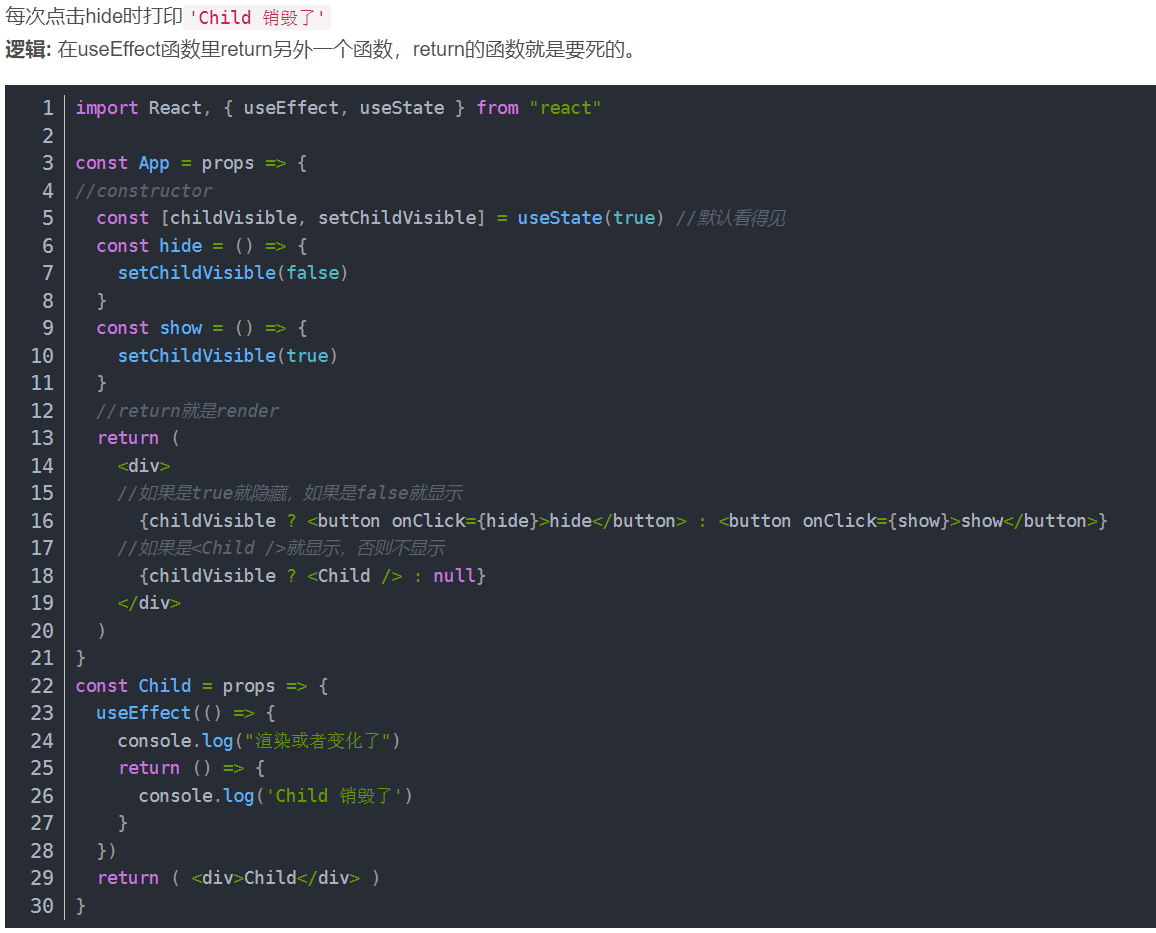 每次点击hide时打印 'Child 销毁了'
逻辑: 在useEffect函数里return另外一个函数，return的函数就是要死的。
1 import React, { useEffect, useState } from "react"
2
3 const App = props => {
4 //constructor
5   const [childVisible, setChildVisible] = useState(true) //默认看得见
6   const hide = () => {
7     setChildVisible(false)
8   }
9   const show = () => {
10     setChildVisible(true)
11   }
12   //return就是render
13   return (
14     <div>
15     //如果是true就隐藏，如果是false就显示
16       {childVisible ? <button onClick={hide}>hide</button> : <button onClick={show}>show</button>}
17     //如果是<Child />就显示，否则不显示
18       {childVisible ? <Child /> : null}
19     </div>
20   )
21 }
22 const Child = props => {
23   useEffect(() => {
24     console.log("渲染或者变化了")
25     return () => {
26       console.log('Child 销毁了')
27     }
28   })
29   return ( <div>Child</div> )
30 }